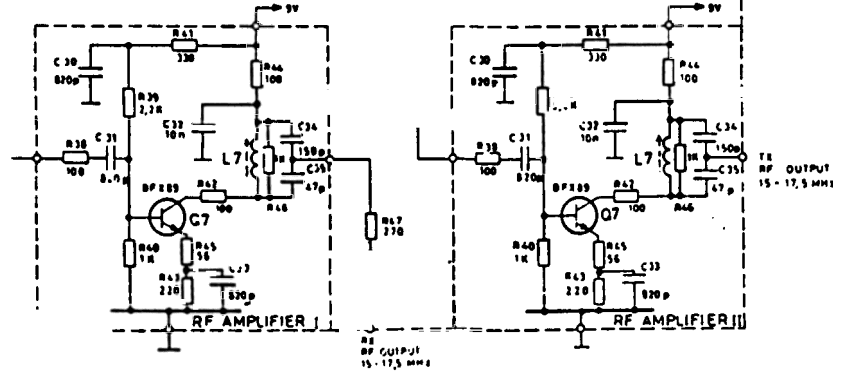 9V
9V
R41
330
R41
330
C30
820p
R44
100
C30
820p
R44
100
R39
2,2K
C32
10n
C34
150p
C32
10n
C34
150p
R38
100
C31
L7
1K
C35
47p
R38
100
C31
820p
L7
1K
C35
47p
TX
RF OUTPUT
15 - 17,5 MHz
BFX89
Q7
R42
100
R46
R47
270
BFX89
Q7
R42
100
R46
R40
1K
R45
56
R40
1K
R45
56
R43
220
820p
R43
220
C33
820p
RF AMPLIFIER I
RF AMPLIFIER II
RX
RF OUTPUT
15 - 17,5 MHz